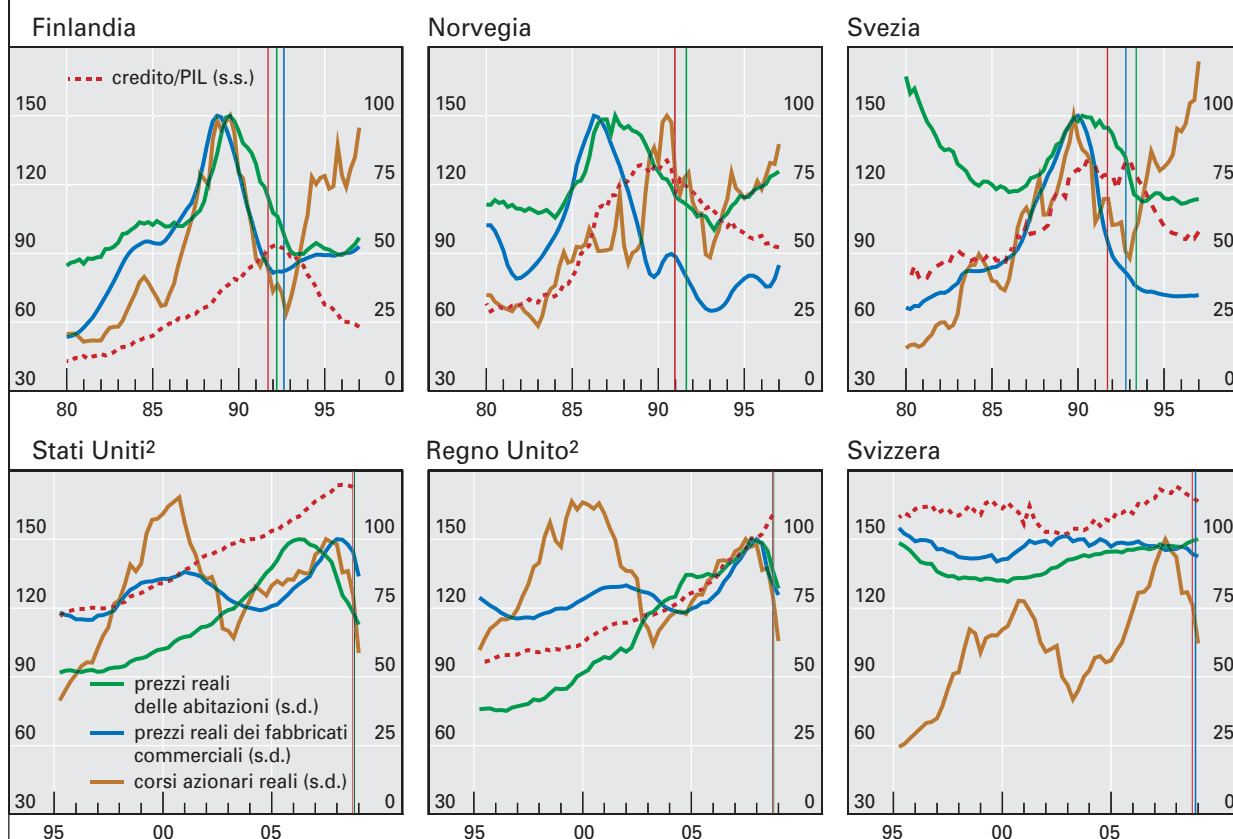 Finlandia
Norvegia
Svezia
credito/PIL (s.s.)
150 100
120 75
90 50
60 25
30 0
80 85 90 95
150 100
120 75
90 50
60 25
30 0
80 85 90 95
150 100
120 75
90 50
60 25
30 0
80 85 90 95
Stati Uniti²
Regno Unito²
Svizzera
150 100
120 75
90 50
60 25
30 0
95 00 05
prezzi reali
delle abitazioni (s.d.)
prezzi reali dei fabbricati
commerciali (s.d.)
corsi azionari reali (s.d.)
150 100
120 75
90 50
60 25
30 0
95 00 05
150 100
120 75
90 50
60 25
30 0
95 00 05